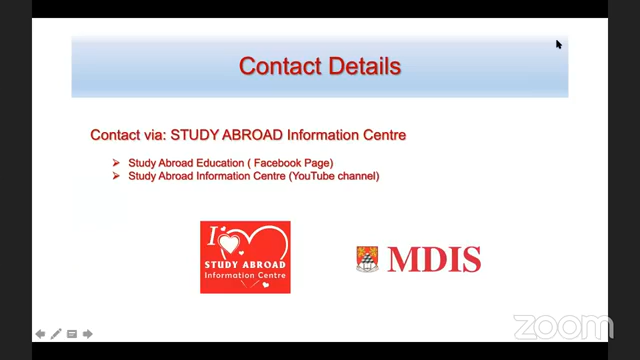 Contact Details
Contact via: STUDY ABROAD Information Centre
Study Abroad Education ( Facebook Page)
Study Abroad Information Centre (YouTube channel)
I
STUDY ABROAD
Information Centre
MDIS
zoom